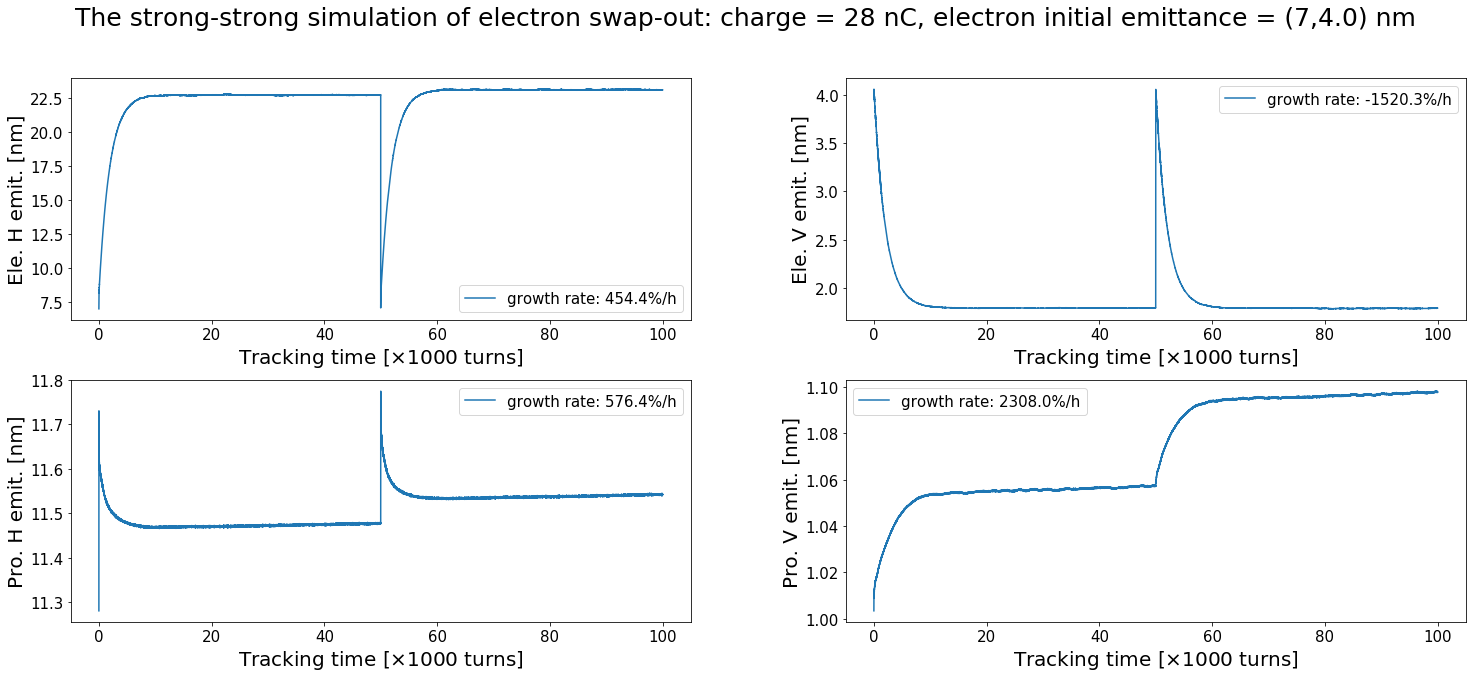 The strong-strong simulation of electron swap-out: charge = 28 nC, electron initial emittance = (7,4.0) nm
Ele. H emit. [nm]
22.5
20.0
17.5
15.0
12.5
10.0
7.5
growth rate: 454.4%/h
0 20 40 60 80 100
Tracking time [×1000 turns]
Ele. V emit. [nm]
4.0
3.5
3.0
2.5
2.0
growth rate: -1520.3%/h
0 20 40 60 80 100
Tracking time [×1000 turns]
Pro. H emit. [nm]
11.8
11.7
11.6
11.5
11.4
11.3
growth rate: 576.4%/h
0 20 40 60 80 100
Tracking time [×1000 turns]
Pro. V emit. [nm]
1.10
1.08
1.06
1.04
1.02
1.00
growth rate: 2308.0%/h
0 20 40 60 80 100
Tracking time [×1000 turns]